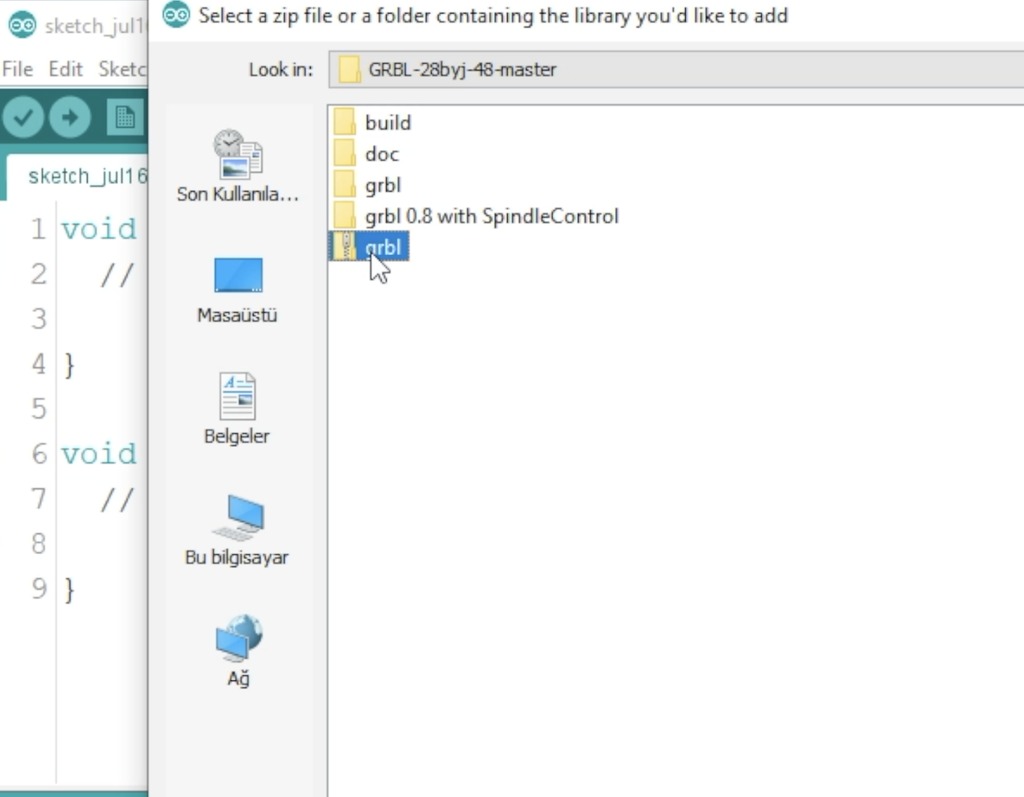 sketch_jul1
Select a zip file or a folder containing the library you'd like to add
File Edit Sketc
Look in: GRBL-28byj-48-master
build
doc
grbl
grbl 0.8 with SpindleControl
grbl
Son Kullanıla...
Masaüstü
Belgeler
Bu bilgisayar
Ağ
sketch_jul16
1 void
2 //
3
4 }
5
6 void
7 //
8
9 }